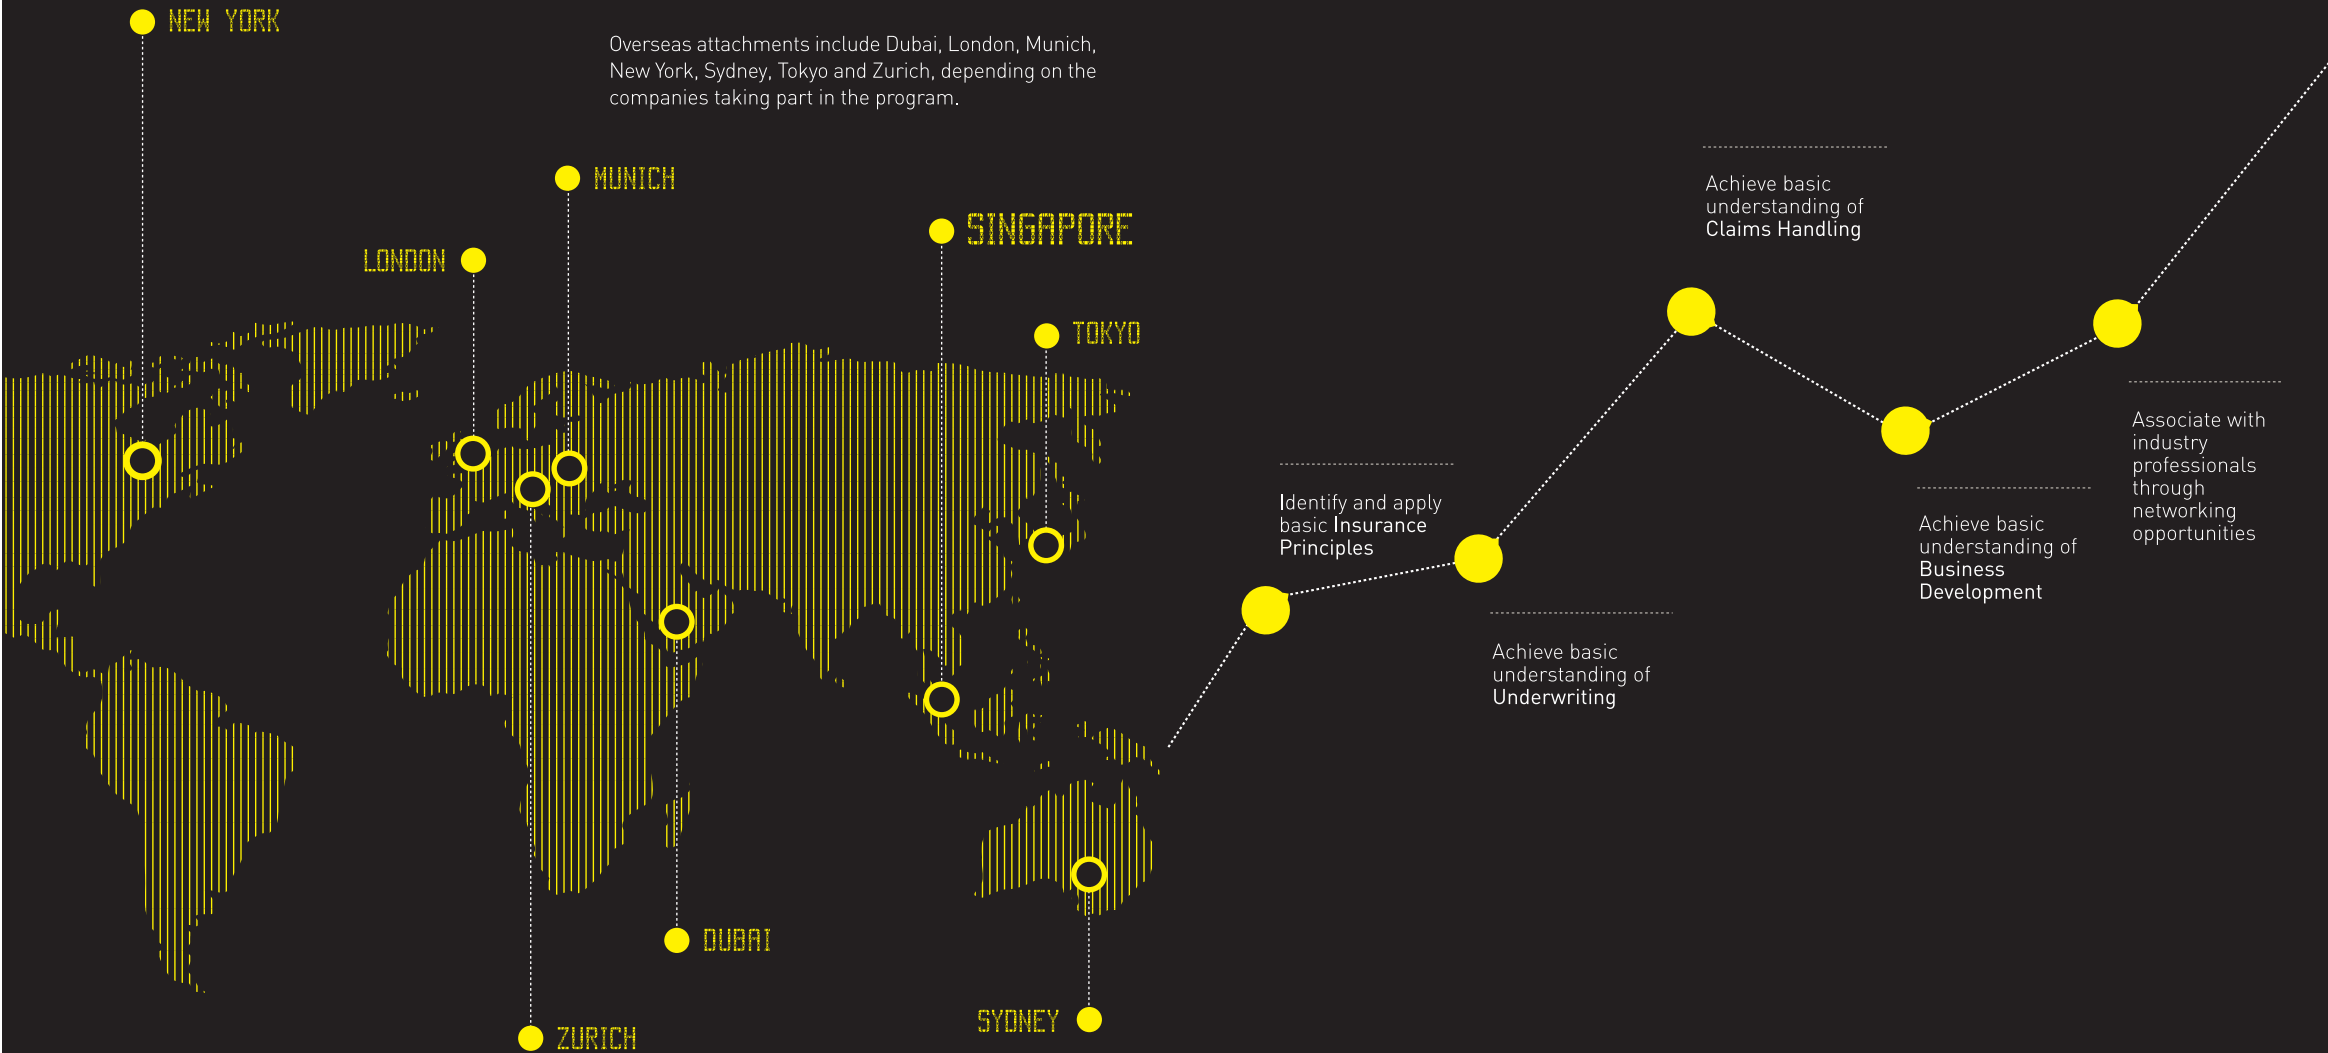 NEW YORK
Overseas attachments include Dubai, London, Munich,
New York, Sydney, Tokyo and Zurich, depending on the
companies taking part in the program.
MUNICH
SINGAPORE
LONDON
TOKYO
DUBAI
SYDNEY
ZURICH
Identify and apply
basic Insurance
Principles
Achieve basic
understanding of
Underwriting
Achieve basic
understanding of
Claims Handling
Achieve basic
understanding of
Business
Development
Associate with
industry
professionals
through
networking
opportunities